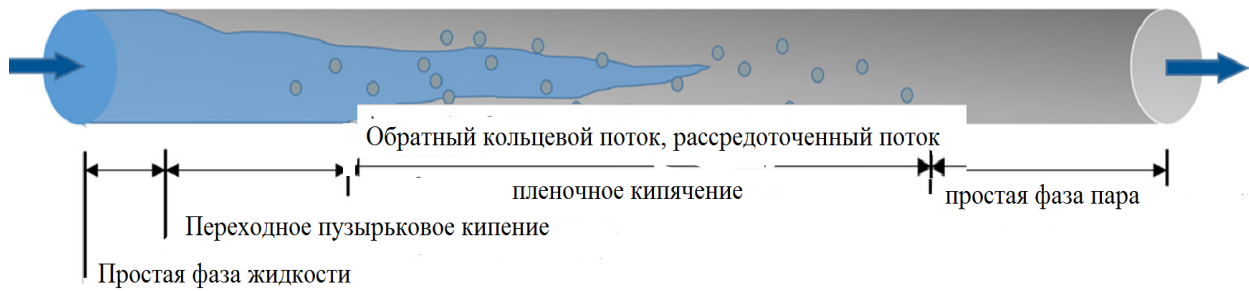 Обратный кольцевой поток, рассредоточенный поток
пленочное кипячение
простая фаза пара
Переходное пузырьковое кипение
Простая фаза жидкости